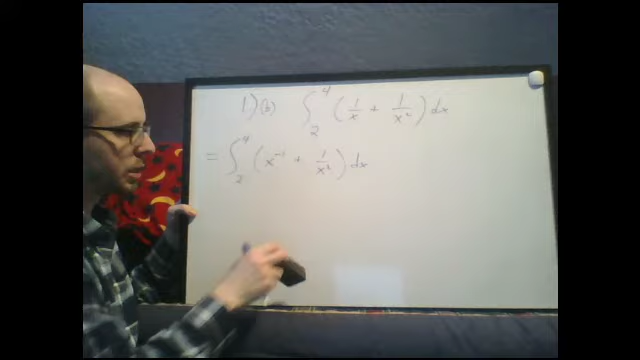 1)(b) ∫₂⁴ (1/x + 1/x²) dx
= ∫₂⁴ (x⁻¹ + 1/x²) dx